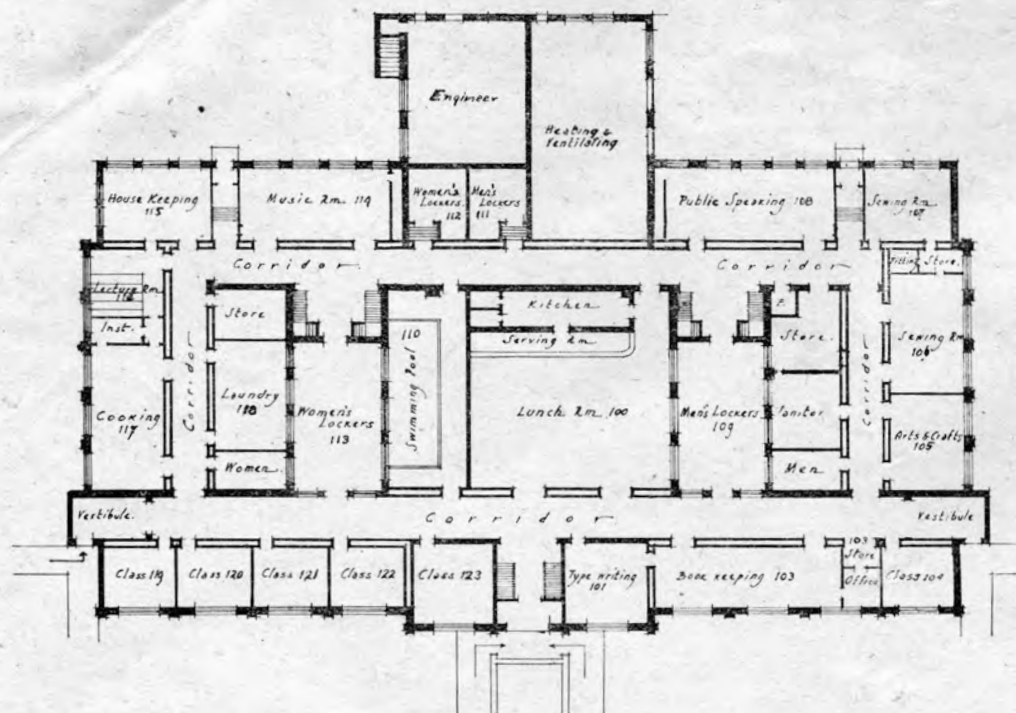 Engineer
Heating &
Ventilating
House Keeping
115
Music Rm. 114
Women's
Lockers
112
Men's
Lockers
111
Public Speaking 108
Sewing Rm
107
Corridor
Corridor
Fitting
Store
Lecture Rm.
116
Inst.
Cooking
117
Corridor
Store
Laundry
118
Women
Women's
Lockers
113
110
Swimming Pool
Kitchen
Serving Rm
Lunch Rm. 100
Men's Lockers
109
Store
Janitor
Men
Corridor
Sewing Rm
106
Arts & Crafts
105
Vestibule
Corridor
Vestibule
Class 119
Class 120
Class 121
Class 122
Class 123
Type writing
101
Book keeping 103
103
Store
Office
Class 104